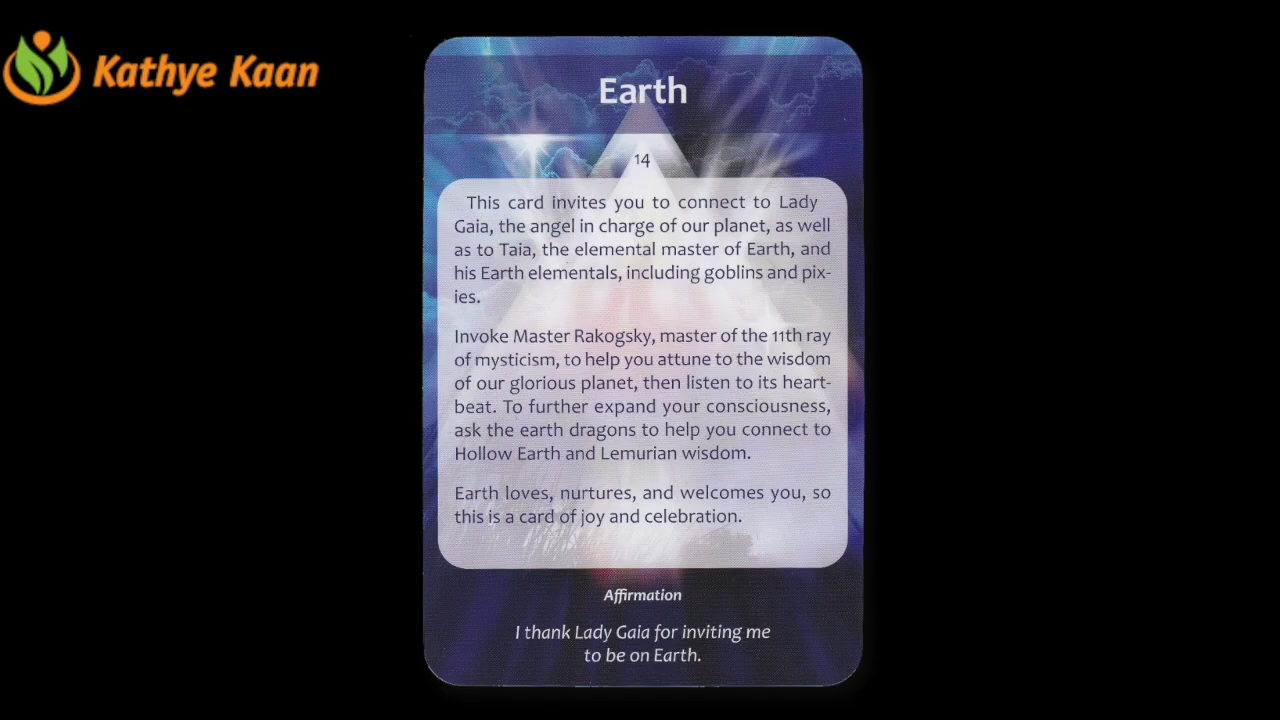 Kathye Kaan
Earth
14
This card invites you to connect to Lady
Gaia, the angel in charge of our planet, as well
as to Taia, the elemental master of Earth, and
his Earth elementals, including goblins and pix-
ies.
Invoke Master Rakogsky, master of the 11th ray
of mysticism, to help you attune to the wisdom
of our glorious planet, then listen to its heart-
beat. To further expand your consciousness,
ask the earth dragons to help you connect to
Hollow Earth and Lemurian wisdom.
Earth loves, nurtures, and welcomes you, so
this is a card of joy and celebration.
Affirmation
I thank Lady Gaia for inviting me
to be on Earth.